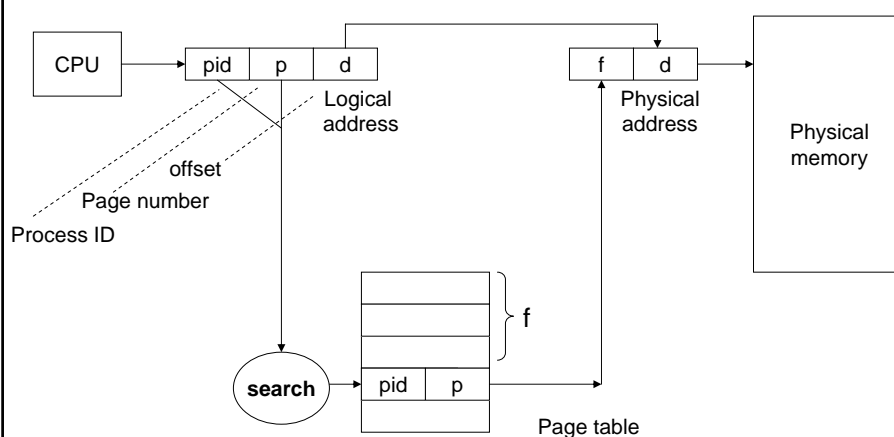 CPU
pid p d
f d
Logical
address
Physical
address
Physical
memory
offset
Page number
Process ID
f
search
pid p
Page table